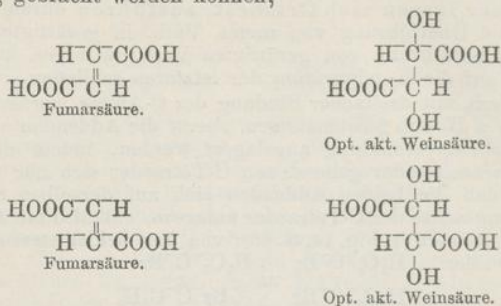 gebracht werden können,
OH
H-C-COOH H-C-COOH
HOOC-C-H HOOC-C-H
Fumarsäure. OH
Opt. akt. Weinsäure.
OH
HOOC-C-H HOOC-C-H
H-C-COOH H-C-COOH
Fumarsäure. OH
Opt. akt. Weinsäure.